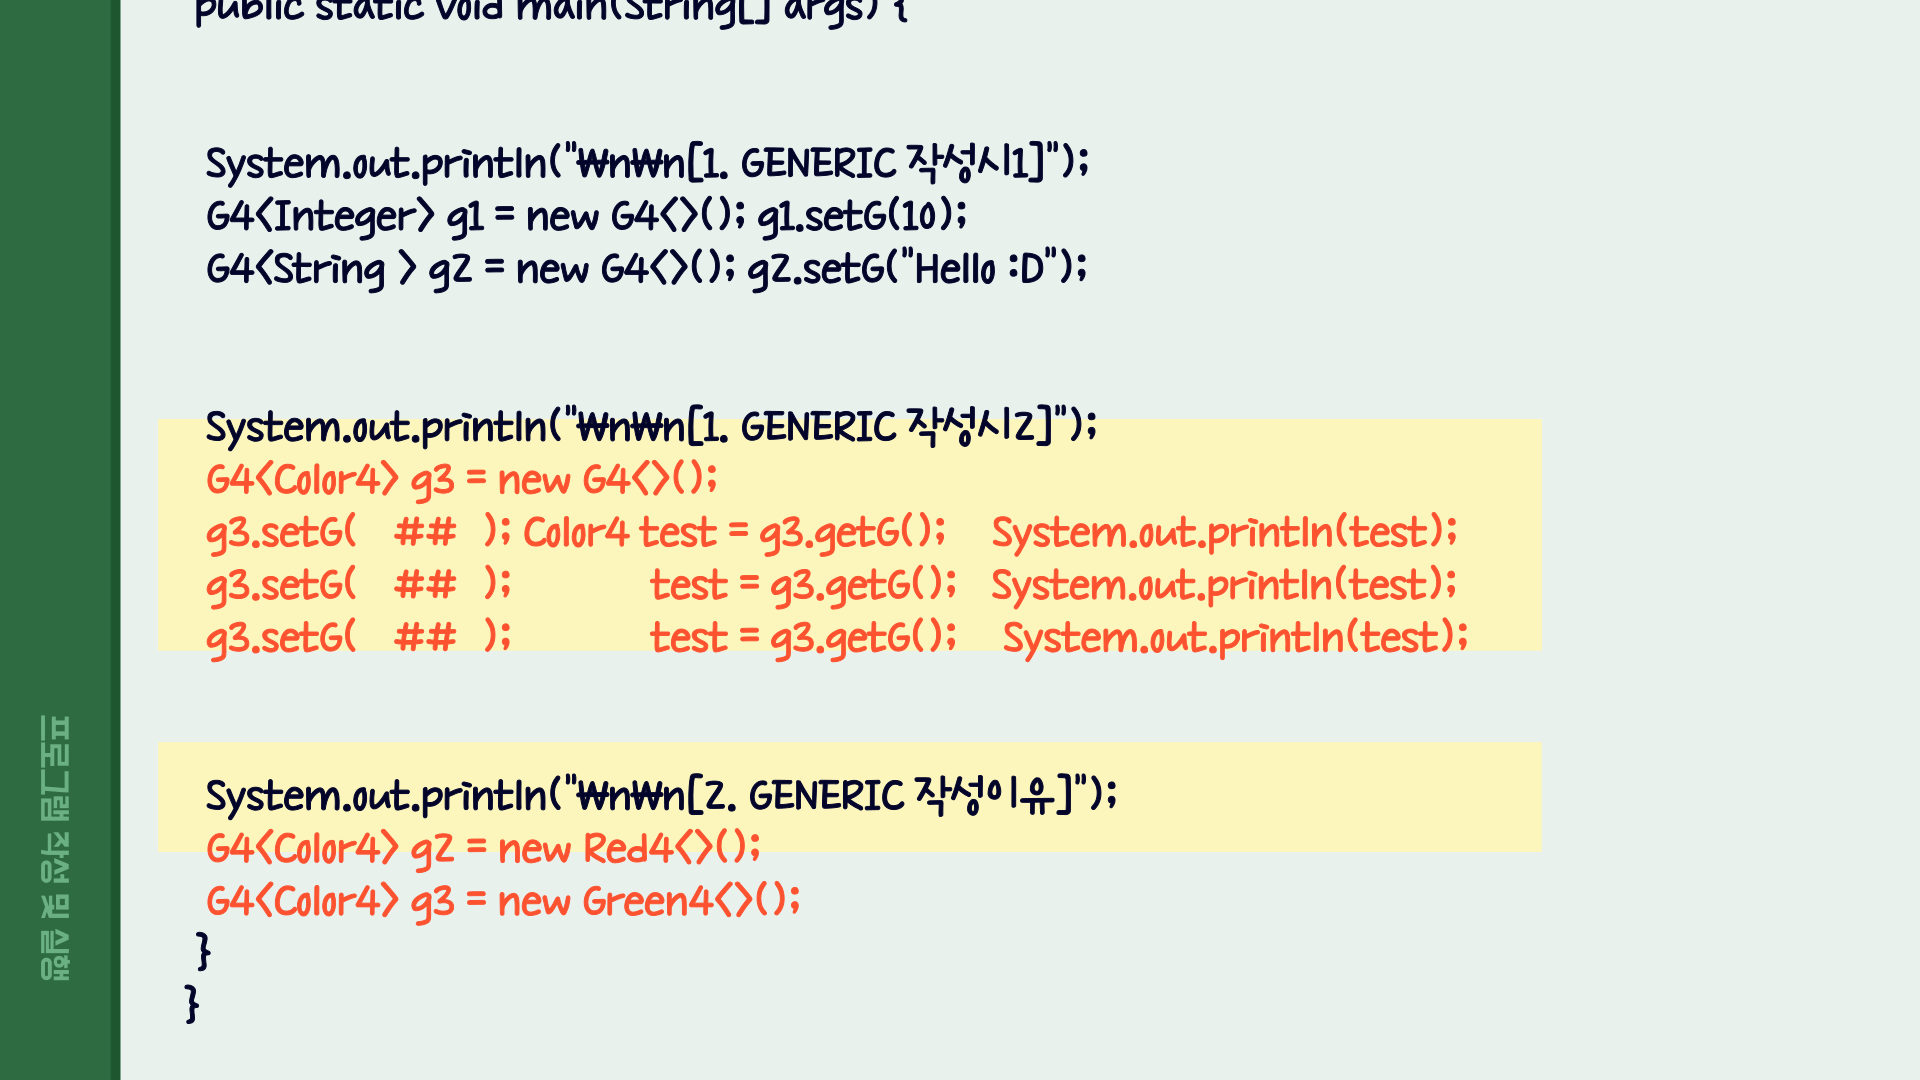 public static void main(String[] args) {
System.out.println("₩n₩n[1. GENERIC 작성시1]");
G4<Integer> g1 = new G4<>(); g1.setG(10);
G4<String > g2 = new G4<>(); g2.setG("Hello :D");
System.out.println("₩n₩n[1. GENERIC 작성시2]");
G4<Color4> g3 = new G4<>();
g3.setG( ## ); Color4 test = g3.getG(); System.out.println(test);
g3.setG( ## ); test = g3.getG(); System.out.println(test);
g3.setG( ## ); test = g3.getG(); System.out.println(test);
System.out.println("₩n₩n[2. GENERIC 작성이유]");
G4<Color4> g2 = new Red4<>();
G4<Color4> g3 = new Green4<>();
}
}
프로그램 작성 및 실행